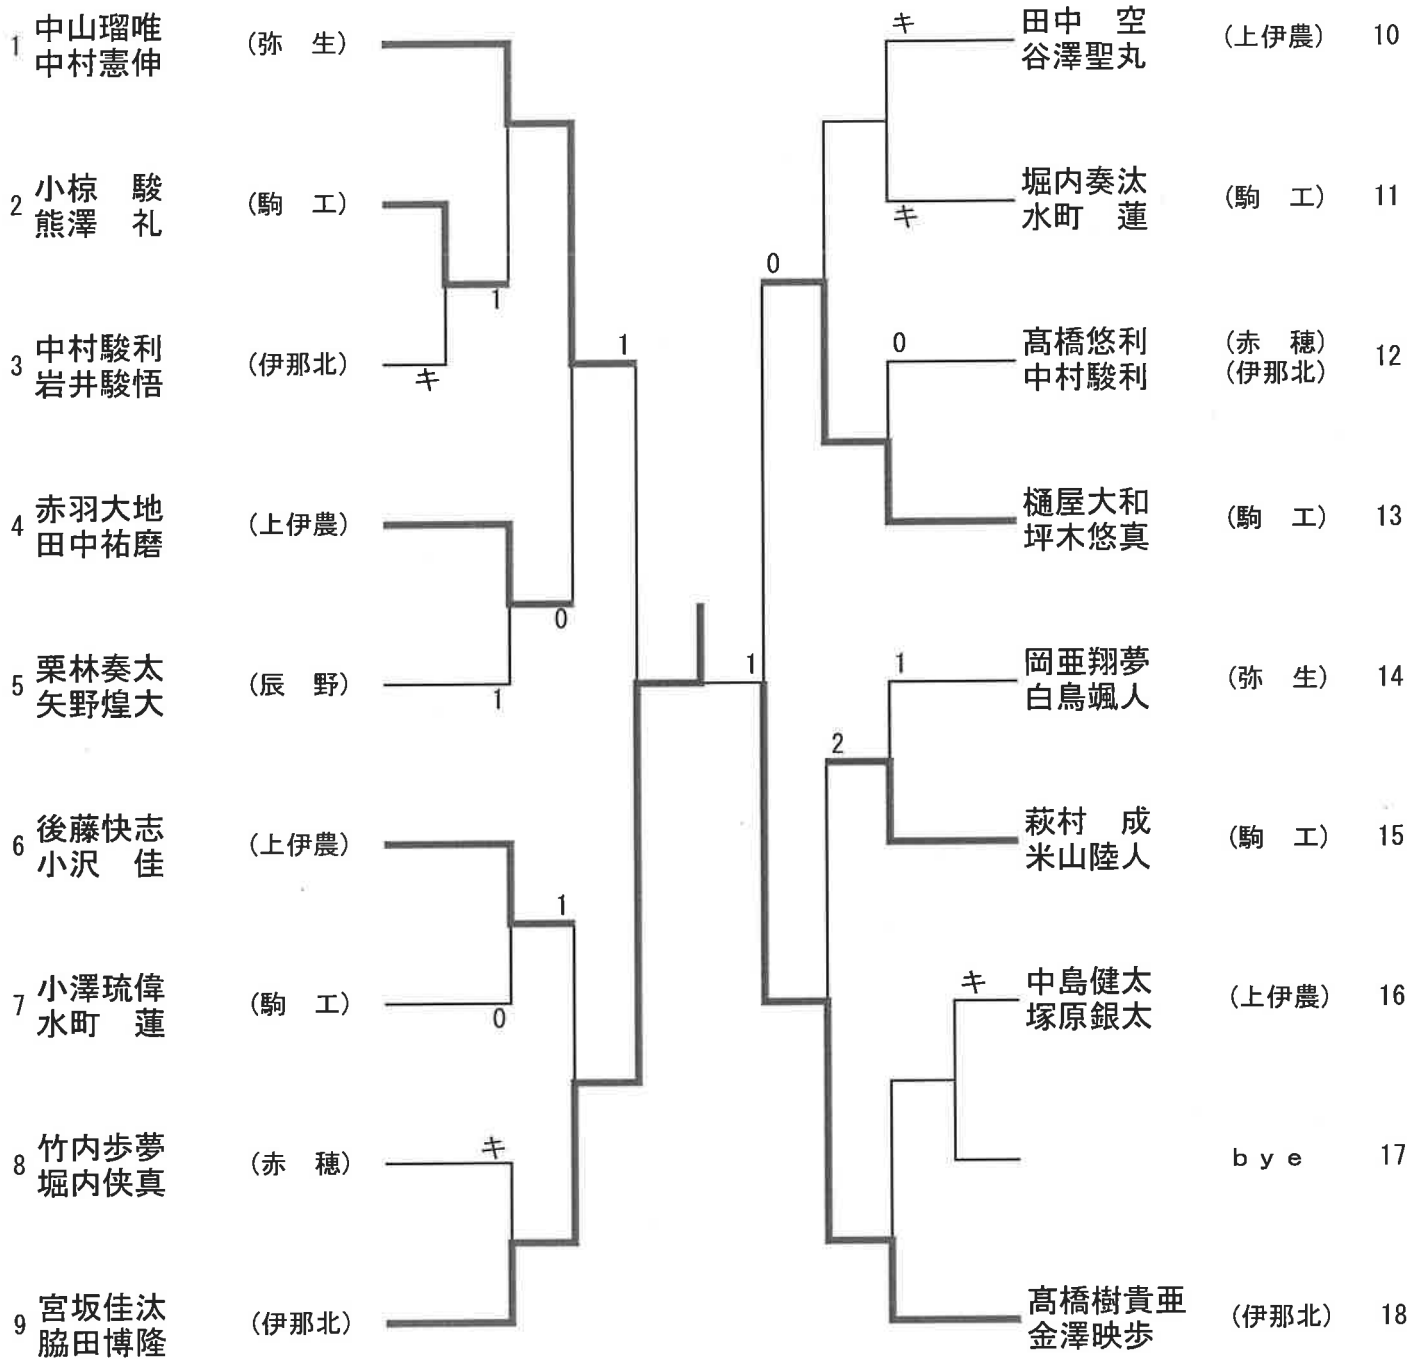 1 中山瑠唯 (弥　生)
中村憲伸
2 小椋　駿 (駒　工)
熊澤　礼
1
3 中村駿利 (伊那北)
岩井駿悟
キ
1
4 赤羽大地 (上伊農)
田中祐磨
0
5 栗林奏太 (辰　野)
矢野煌大
1
6 後藤快志 (上伊農)
小沢　佳
1
7 小澤琉偉 (駒　工)
水町　蓮
0
8 竹内歩夢 (赤　穂)
堀内侠真
キ
9 宮坂佳汰 (伊那北)
脇田博隆
キ
田中　空 (上伊農) 10
谷澤聖丸
堀内奏汰 (駒　工) 11
水町　蓮
キ
0
0
髙橋悠利 (赤　穂) 12
中村駿利 (伊那北)
樋屋大和 (駒　工) 13
坪木悠真
1
1
岡亜翔夢 (弥　生) 14
白鳥颯人
2
萩村　成 (駒　工) 15
米山陸人
キ
中島健太 (上伊農) 16
塚原銀太
ｂｙｅ 17
髙橋樹貴亜 (伊那北) 18
金澤映歩